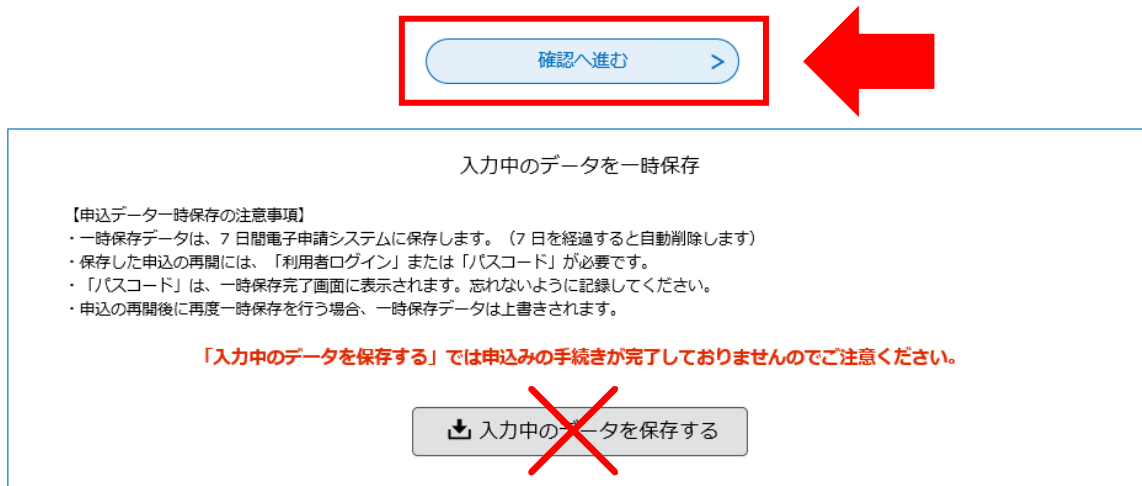 確認へ進む >
入力中のデータを一時保存
【申込データ一時保存の注意事項】
・一時保存データは、7 日間電子申請システムに保存します。（7 日を経過すると自動削除します）
・保存した申込の再開には、「利用者ログイン」または「パスコード」が必要です。
・「パスコード」は、一時保存完了画面に表示されます。忘れないように記録してください。
・申込の再開後に再度一時保存を行う場合、一時保存データは上書きされます。
「入力中のデータを保存する」では申込みの手続きが完了しておりませんのでご注意ください。
入力中のデータを保存する